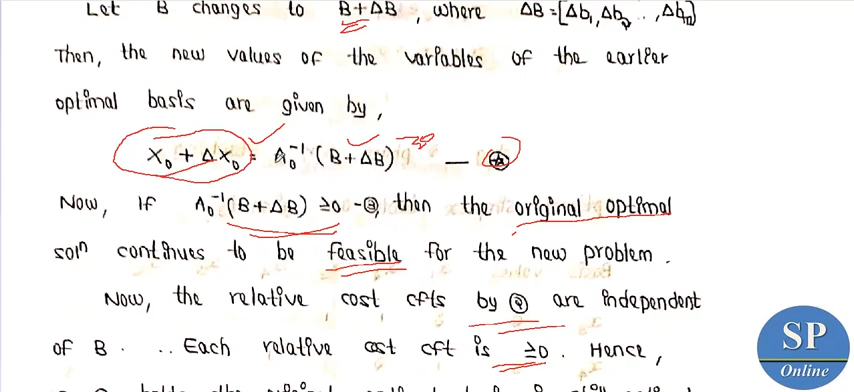 Let B changes to B+ΔB, where ΔB=[Δb₁, Δb₂, .., Δbₘ]
Then, the new values of the variables of the earlier
optimal basis are given by,
X₀ + ΔX₀ = A₀⁻¹ (B+ΔB) —
Now, If A₀⁻¹(B+ΔB) ≥0 -③, then the original optimal
solⁿ continues to be feasible for the new problem.
Now, the relative cost cfts by ② are independent
of B. ∴ Each relative cost cft is ≥0. Hence,
SP
Online